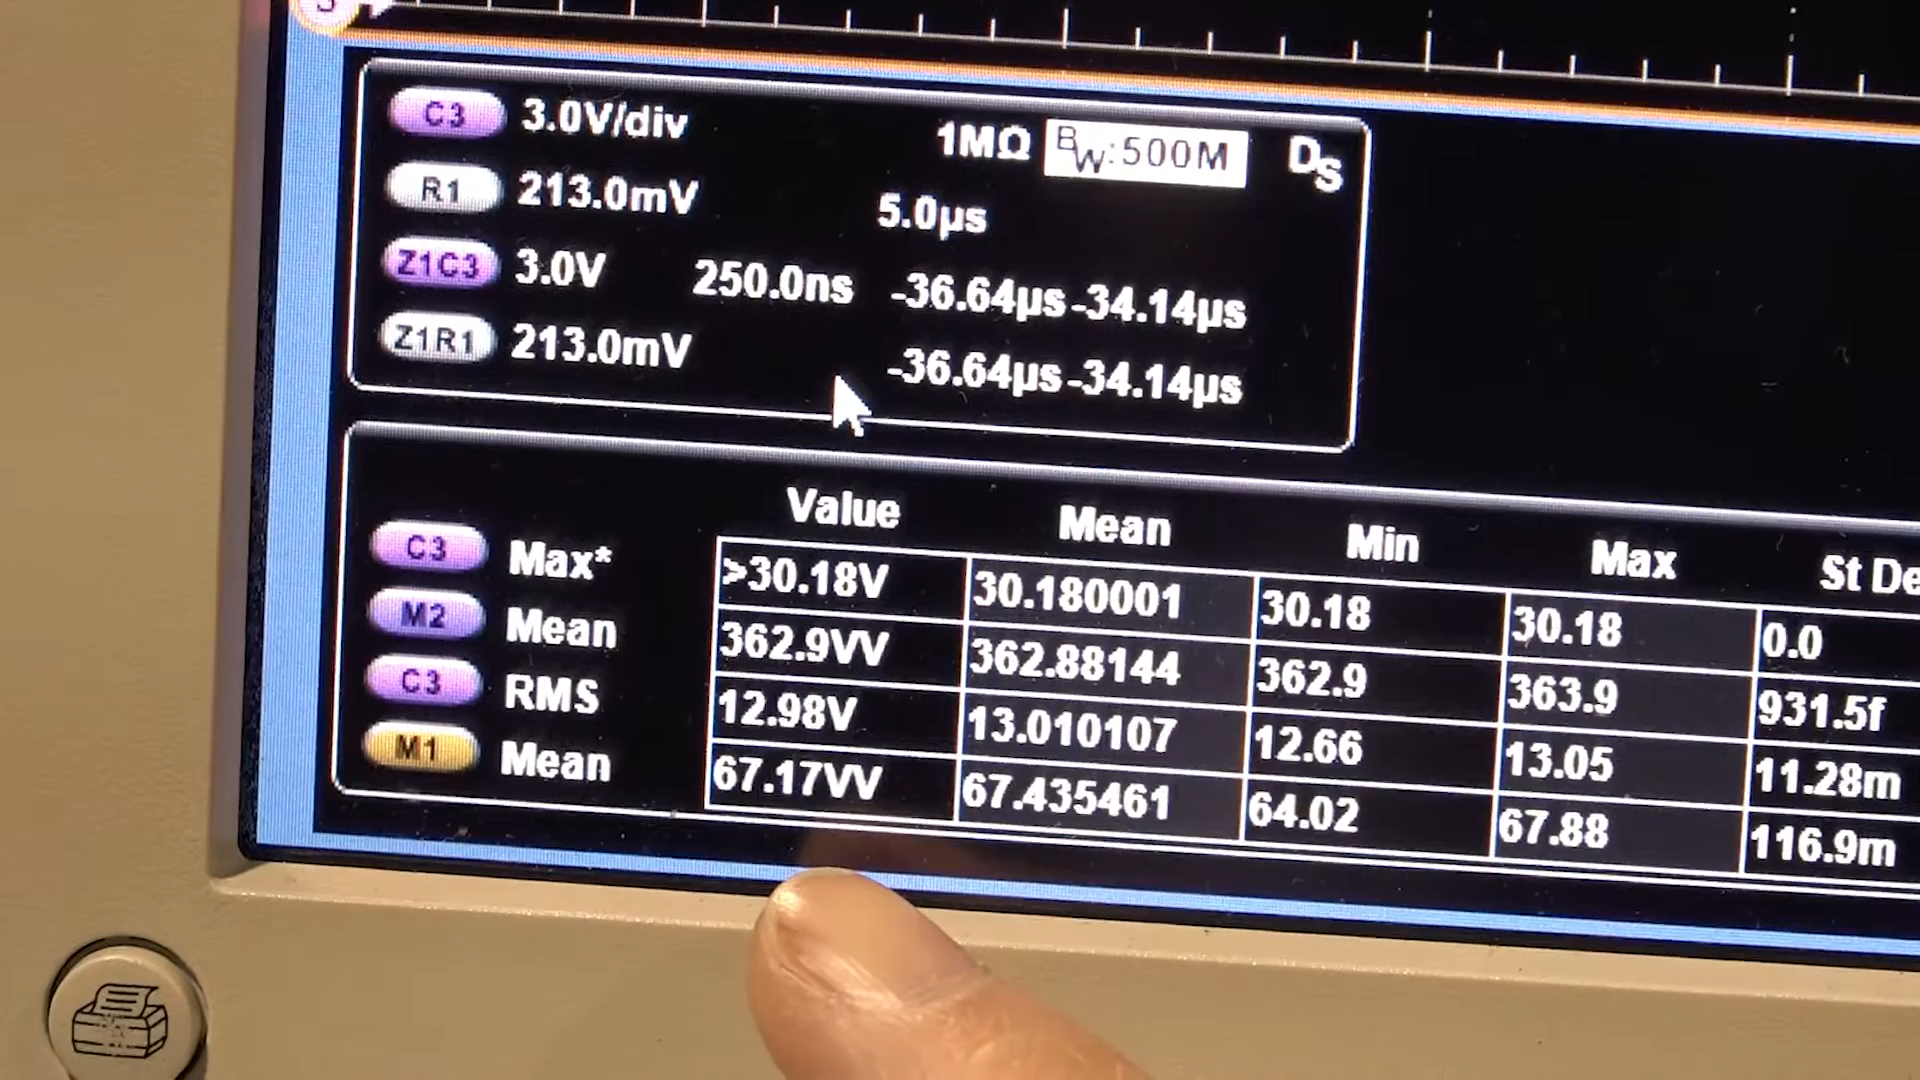 3
C3 3.0V/div 1MΩ BW:500M DS
R1 213.0mV 5.0µs
Z1C3 3.0V 250.0ns -36.64µs -34.14µs
Z1R1 213.0mV -36.64µs -34.14µs
Value Mean Min Max St De
C3 Max* >30.18V 30.180001 30.18 30.18 0.0
M2 Mean 362.9VV 362.88144 362.9 363.9 931.5f
C3 RMS 12.98V 13.010107 12.66 13.05 11.28m
M1 Mean 67.17VV 67.435461 64.02 67.88 116.9m